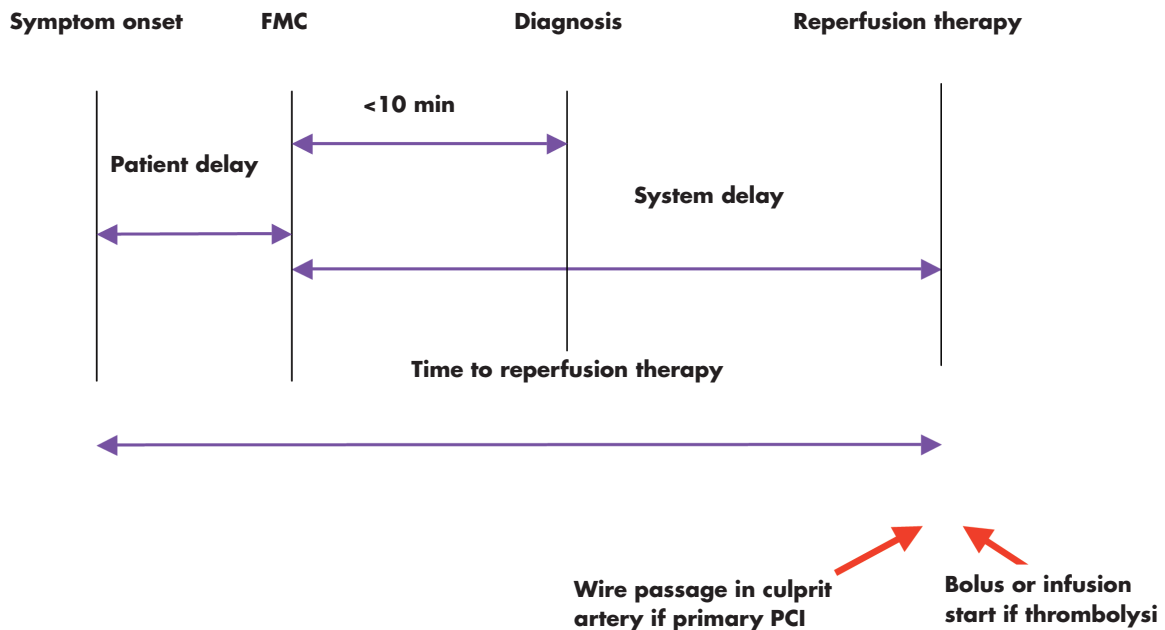 Symptom onset
FMC
Diagnosis
Reperfusion therapy
<10 min
Patient delay
System delay
Time to reperfusion therapy
Wire passage in culprit
artery if primary PCI
Bolus or infusion
start if thrombolysi